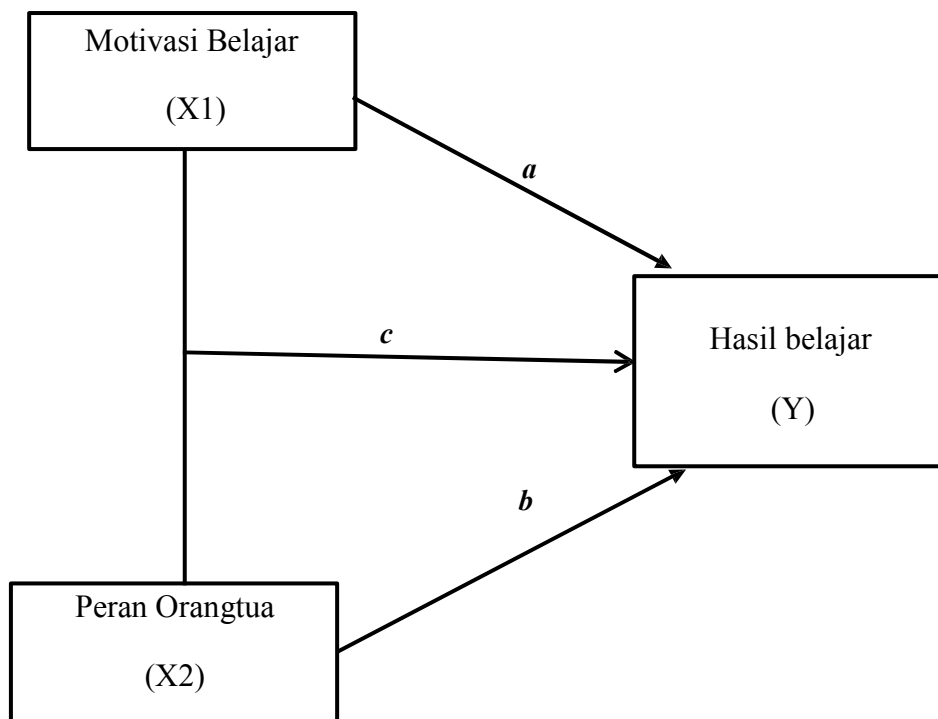 Motivasi Belajar
(X1)
a
c
Hasil belajar
(Y)
b
Peran Orangtua
(X2)